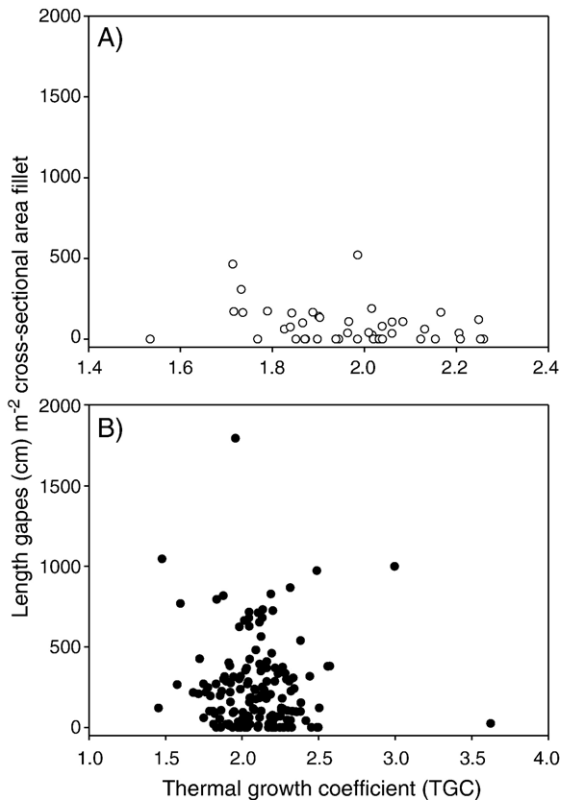 2000
A)
1500
1000
500
0
1.4 1.6 1.8 2.0 2.2 2.4
Length gapes (cm) m⁻² cross-sectional area fillet
2000
B)
1500
1000
500
0
1.0 1.5 2.0 2.5 3.0 3.5 4.0
Thermal growth coefficient (TGC)